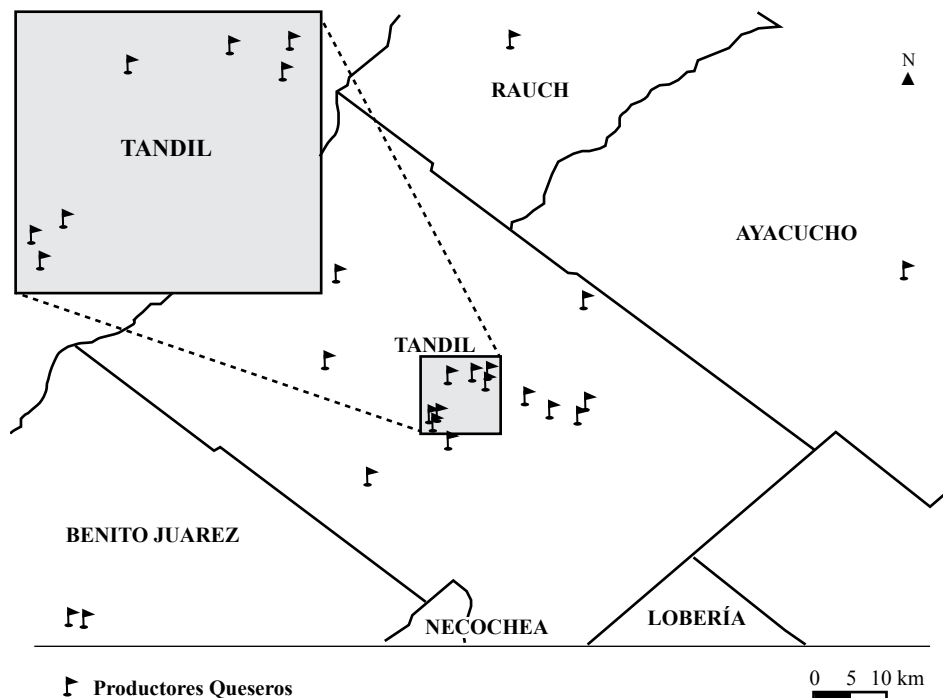 RAUCH
N
TANDIL
AYACUCHO
TANDIL
BENITO JUAREZ
NECOCHEA
LOBERÍA
Productores Queseros
0 5 10 km